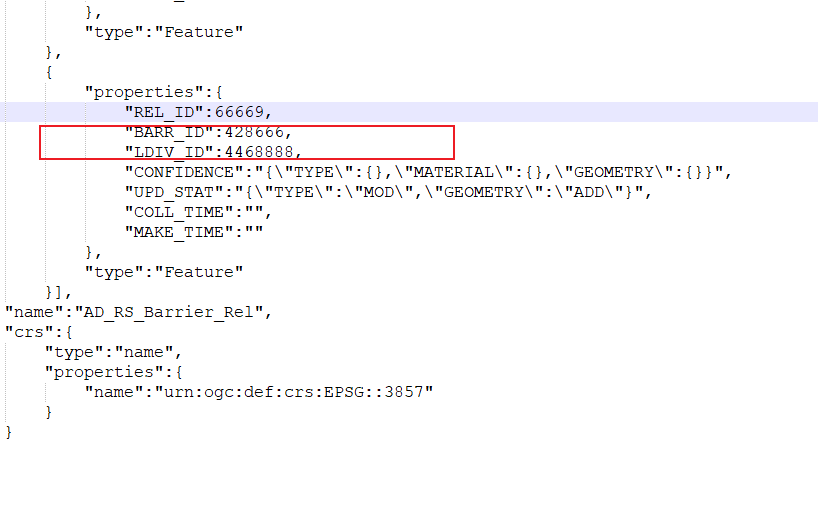 },
"type":"Feature"
},
{
"properties":{
"REL_ID":66669,
"BARR_ID":428666,
"LDIV_ID":4468888,
"CONFIDENCE":"{\"TYPE\":{},\"MATERIAL\":{},\"GEOMETRY\":{}}",
"UPD_STAT":"{\"TYPE\":\"MOD\",\"GEOMETRY\":\"ADD\"}",
"COLL_TIME":"",
"MAKE_TIME":""
},
"type":"Feature"
}],
"name":"AD_RS_Barrier_Rel",
"crs":{
"type":"name",
"properties":{
"name":"urn:ogc:def:crs:EPSG::3857"
}
}